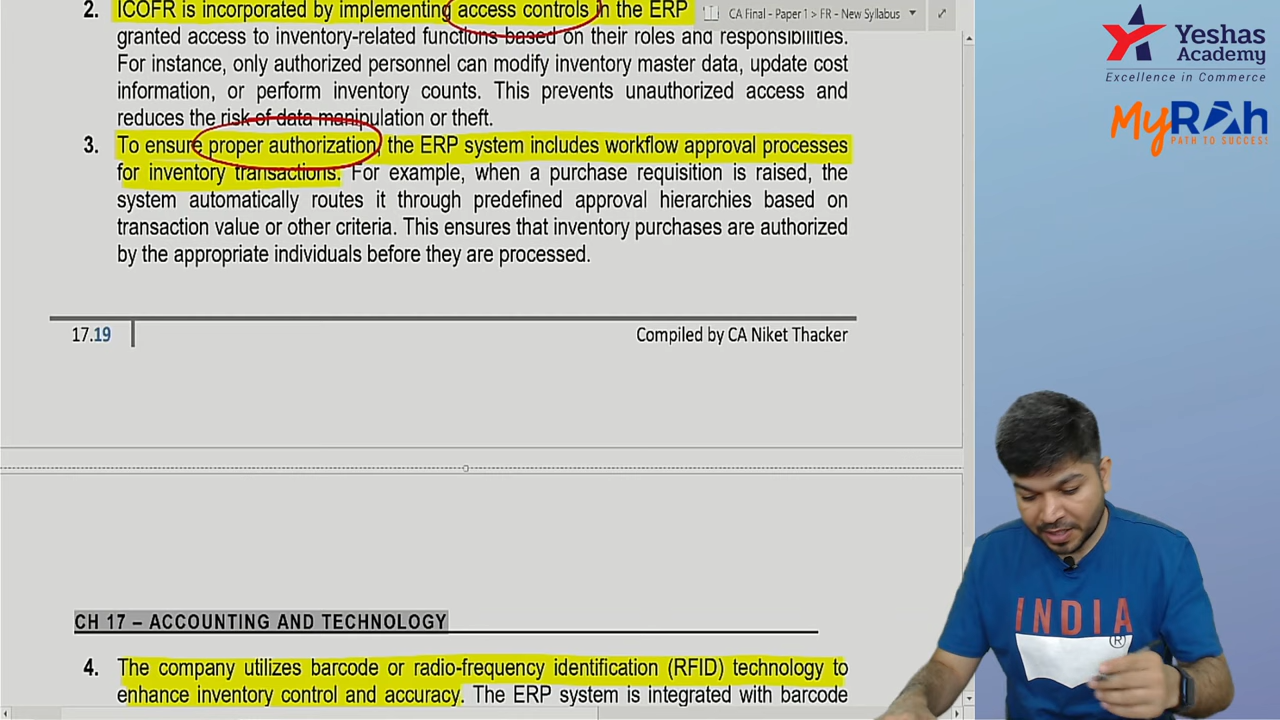 2. ICOFR is incorporated by implementing access controls in the ERP
granted access to inventory-related functions based on their roles and responsibilities.
For instance, only authorized personnel can modify inventory master data, update cost
information, or perform inventory counts. This prevents unauthorized access and
reduces the risk of data manipulation or theft.
3. To ensure proper authorization, the ERP system includes workflow approval processes
for inventory transactions. For example, when a purchase requisition is raised, the
system automatically routes it through predefined approval hierarchies based on
transaction value or other criteria. This ensures that inventory purchases are authorized
by the appropriate individuals before they are processed.
17.19
Compiled by CA Niket Thacker
CH 17 – ACCOUNTING AND TECHNOLOGY
4. The company utilizes barcode or radio-frequency identification (RFID) technology to
enhance inventory control and accuracy. The ERP system is integrated with barcode
CA Final - Paper 1 > FR - New Syllabus
Yeshas
Academy
Excellence in Commerce
MyRAh
PATH TO SUCCESS
INDIA
®